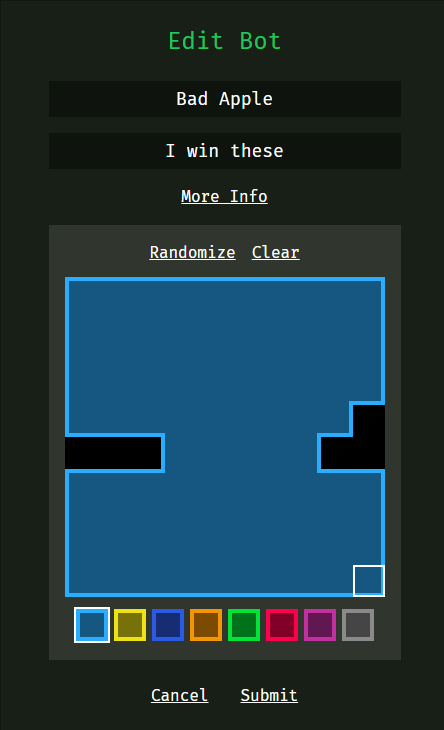 Edit Bot
Bad Apple
I win these
More Info
Randomize Clear
Cancel Submit